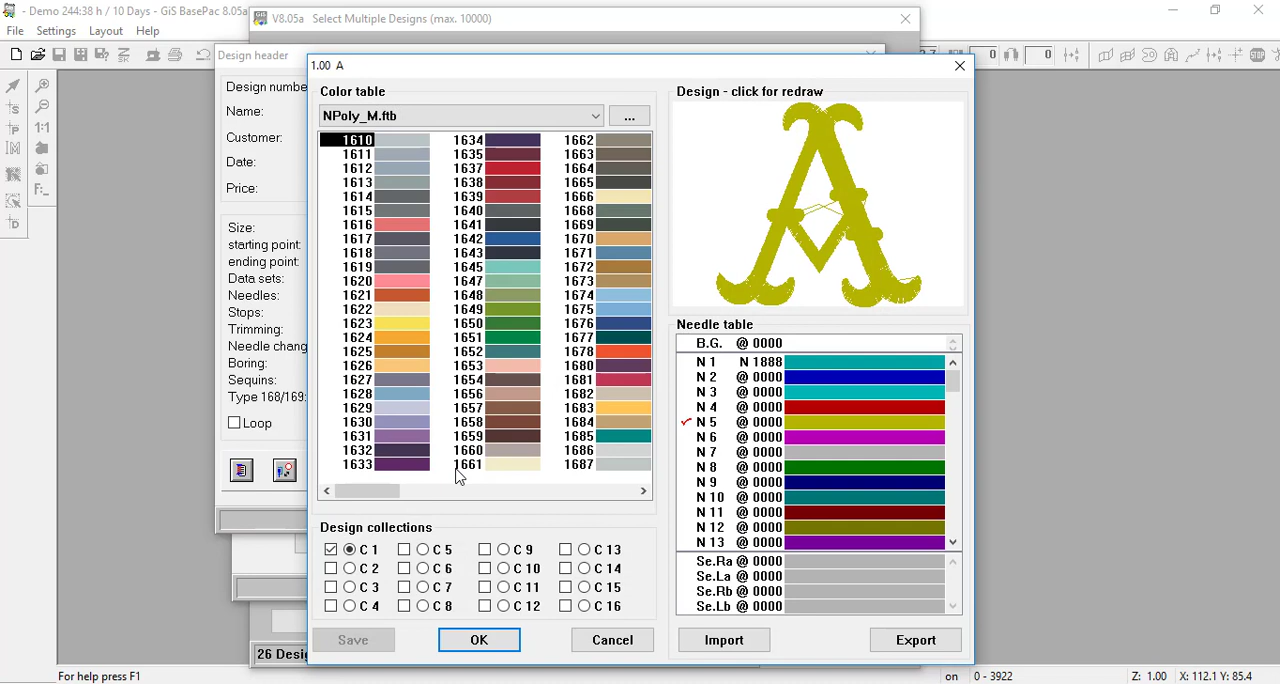 - Demo 244:38 h / 10 Days - GiS BasePac 8.05a
V8.05a Select Multiple Designs (max. 10000)
File Settings Layout Help
Design header
0 0
STOP
1:1
F:_
Design numbe
Name:
Customer:
Date:
Price:
Size:
starting point:
ending point:
Data sets:
Needles:
Stops:
Trimming:
Needle chang
Boring:
Sequins:
Type 168/169:
Loop
26 Desi
1.00 A
Color table
NPoly_M.ftb
...
1610 1634 1662
1611 1635 1663
1612 1637 1664
1613 1638 1665
1614 1639 1666
1615 1640 1668
1616 1641 1669
1617 1642 1670
1618 1643 1671
1619 1645 1672
1620 1647 1673
1621 1648 1674
1622 1649 1675
1623 1650 1676
1624 1651 1677
1625 1652 1678
1626 1653 1680
1627 1654 1681
1628 1656 1682
1629 1657 1683
1630 1658 1684
1631 1659 1685
1632 1660 1686
1633 1661 1687
Design collections
C 1 C 5 C 9 C 13
C 2 C 6 C 10 C 14
C 3 C 7 C 11 C 15
C 4 C 8 C 12 C 16
Save OK Cancel
Design - click for redraw
A
Needle table
B.G. @ 0000
N 1 N 1888
N 2 @ 0000
N 3 @ 0000
N 4 @ 0000
N 5 @ 0000
N 6 @ 0000
N 7 @ 0000
N 8 @ 0000
N 9 @ 0000
N 10 @ 0000
N 11 @ 0000
N 12 @ 0000
N 13 @ 0000
Se.Ra @ 0000
Se.La @ 0000
Se.Rb @ 0000
Se.Lb @ 0000
Import Export
For help press F1
on 0 - 3922 Z: 1.00 X: 112.1 Y: 85.4